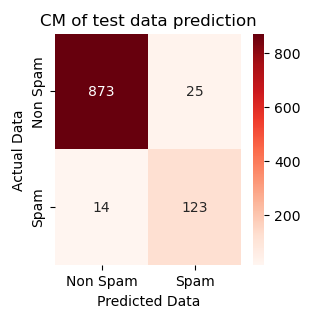 CM of test data prediction
Actual Data
Non Spam
873
25
Spam
14
123
Non Spam
Spam
Predicted Data
800
600
400
200